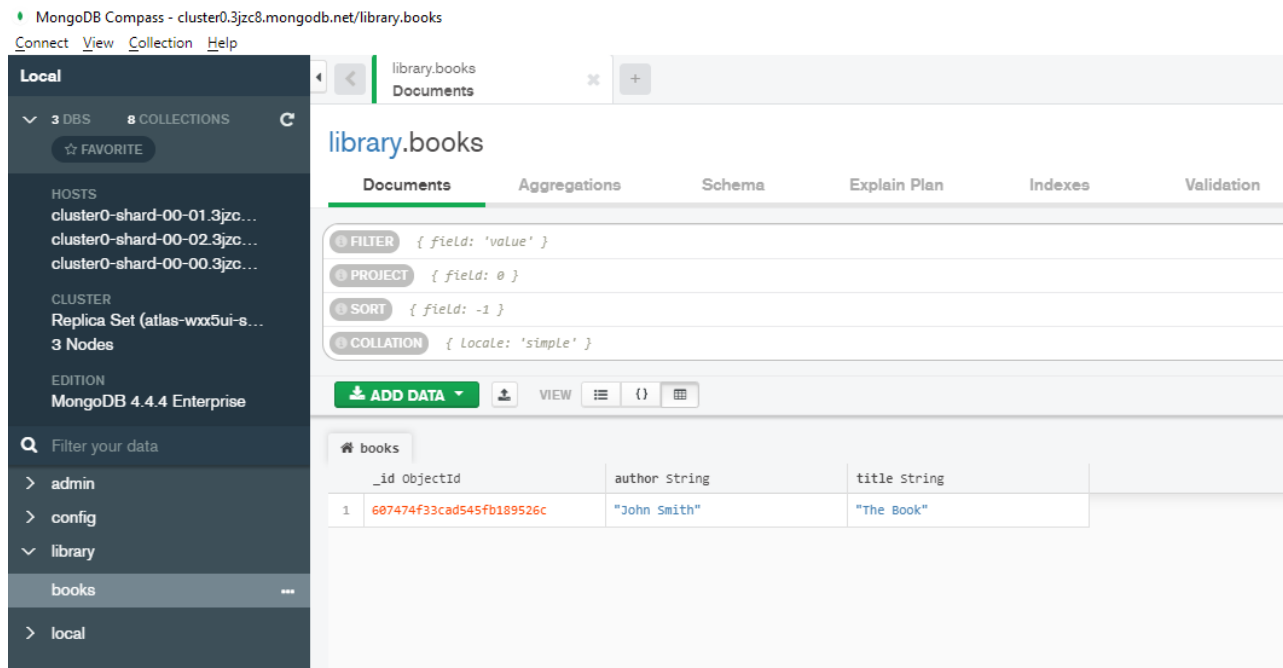 MongoDB Compass - cluster0.3jzc8.mongodb.net/library.books
Connect View Collection Help
Local
3 DBS 8 COLLECTIONS
FAVORITE
HOSTS
cluster0-shard-00-01.3jzc...
cluster0-shard-00-02.3jzc...
cluster0-shard-00-00.3jzc...
CLUSTER
Replica Set (atlas-wxx5ui-s...
3 Nodes
EDITION
MongoDB 4.4.4 Enterprise
Filter your data
admin
config
library
books
local
library.books
Documents
library.books
Documents Aggregations Schema Explain Plan Indexes Validation
FILTER { field: 'value' }
PROJECT { field: 0 }
SORT { field: -1 }
COLLATION { locale: 'simple' }
ADD DATA VIEW {}
books
_id ObjectId author String title String
1 607474f33cad545fb189526c "John Smith" "The Book"